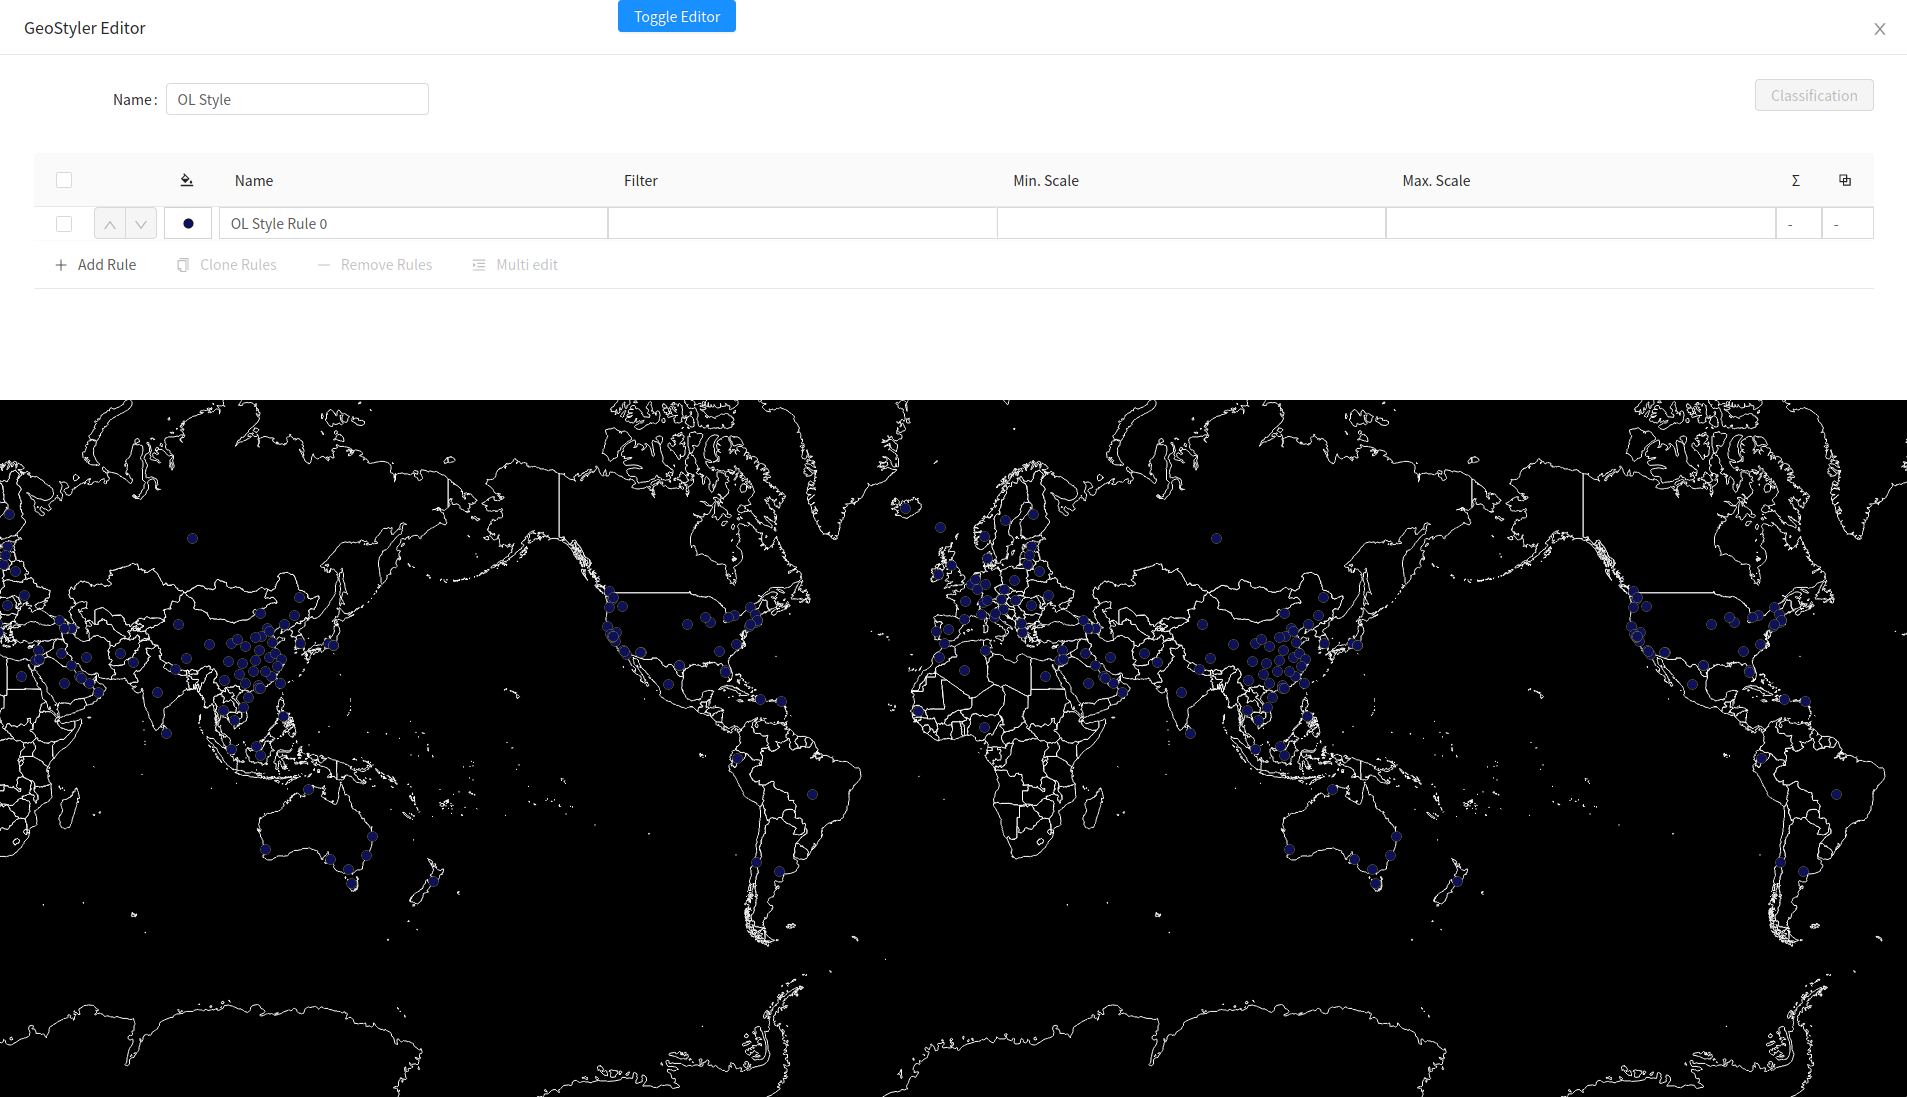 GeoStyler Editor
Toggle Editor
Name:
OL Style
Classification
Name Filter Min. Scale Max. Scale Σ
OL Style Rule 0 - -
Add Rule Clone Rules Remove Rules Multi edit